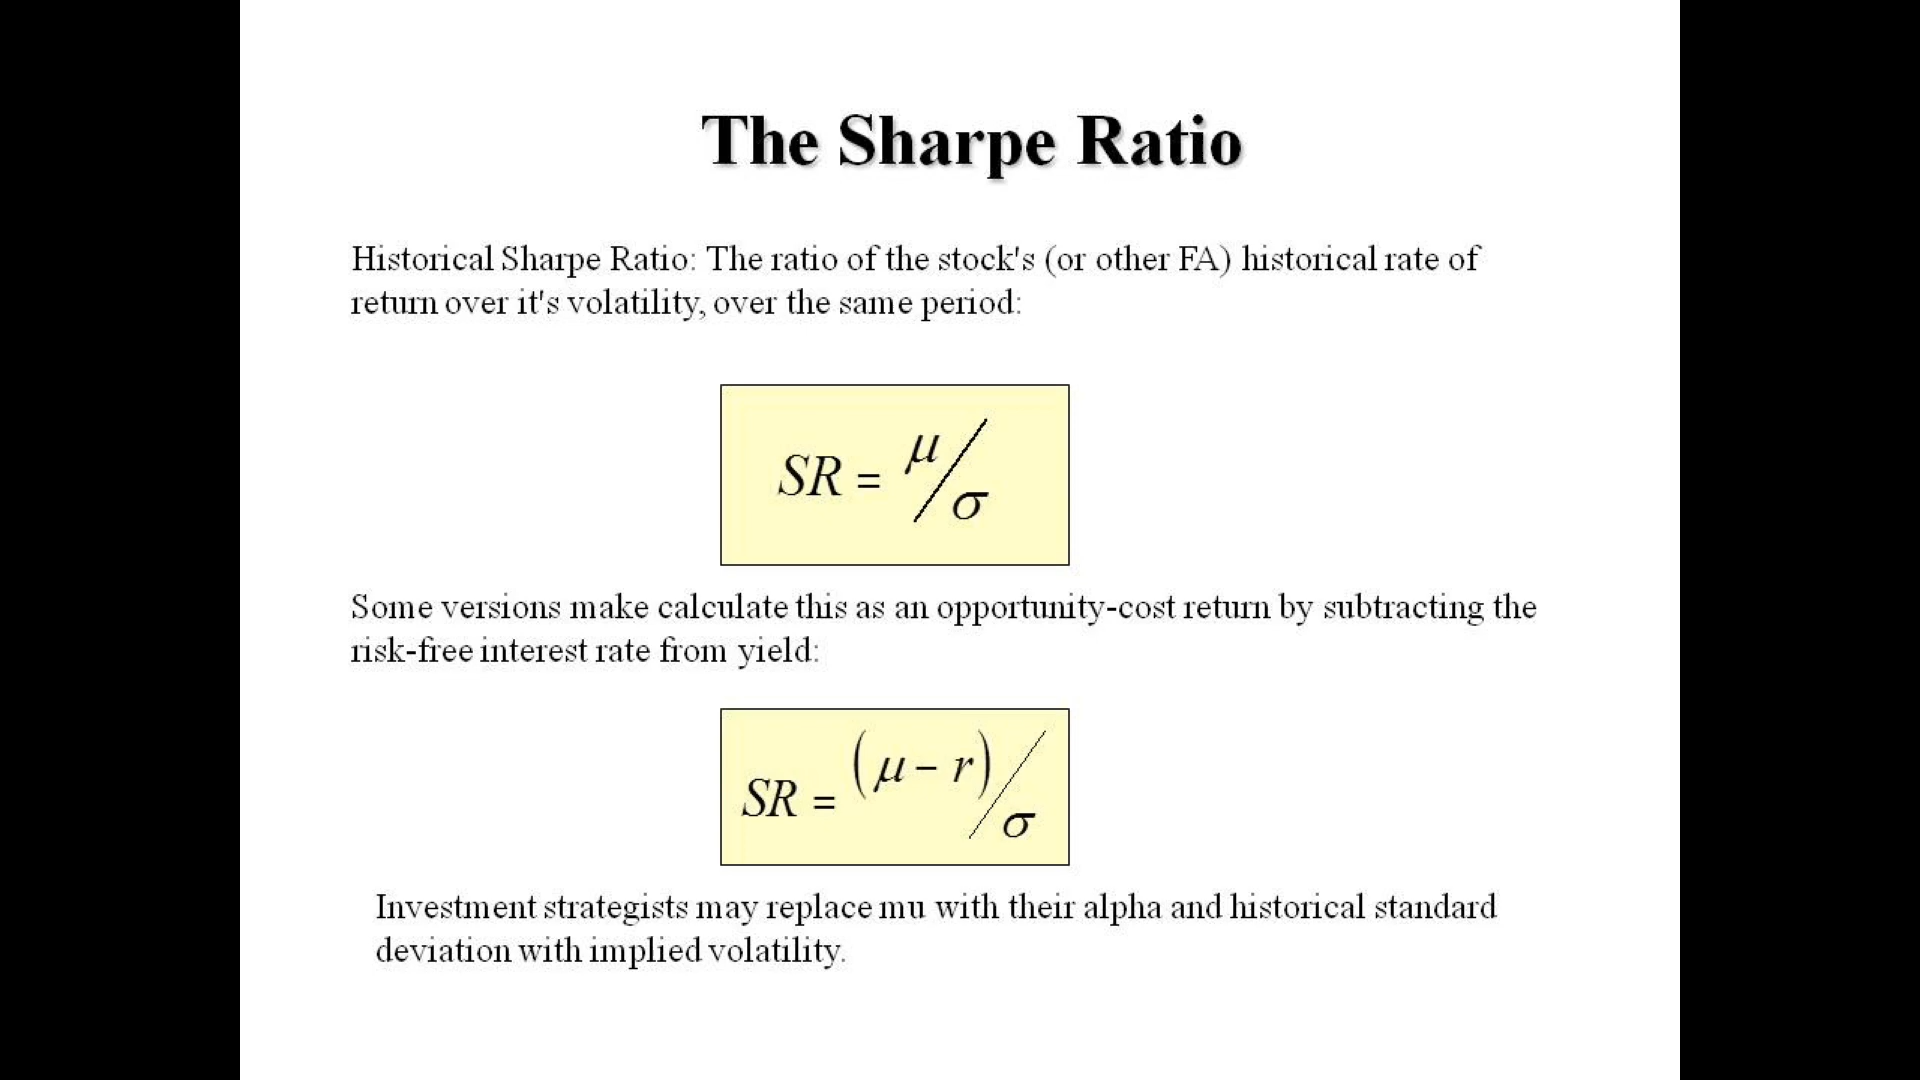 The Sharpe Ratio
Historical Sharpe Ratio: The ratio of the stock's (or other FA) historical rate of
return over it's volatility, over the same period:
SR = μ/σ
Some versions make calculate this as an opportunity-cost return by subtracting the
risk-free interest rate from yield:
SR = (μ − r)/σ
Investment strategists may replace mu with their alpha and historical standard
deviation with implied volatility.